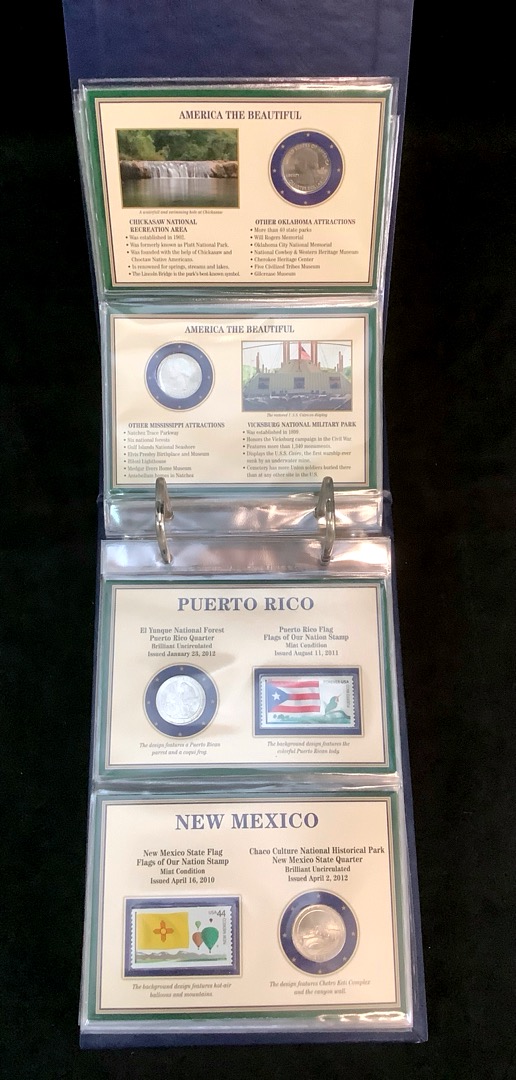 AMERICA THE BEAUTIFUL
A waterfall and swimming hole at Chickasaw
CHICKASAW NATIONAL
RECREATION AREA
• Was established in 1902.
• Was formerly known as Platt National Park.
• Was founded with the help of Chickasaw and
Choctaw Native Americans.
• Is renowned for springs, streams and lakes.
• The Lincoln Bridge is the park's best-known symbol.
OTHER OKLAHOMA ATTRACTIONS
• More than 40 state parks
• Will Rogers Memorial
• Oklahoma City National Memorial
• National Cowboy & Western Heritage Museum
• Cherokee Heritage Center
• Five Civilized Tribes Museum
• Gilcrease Museum
AMERICA THE BEAUTIFUL
The restored U.S.S. Cairo on display
OTHER MISSISSIPPI ATTRACTIONS
• Natchez Trace Parkway
• Six national forests
• Gulf Islands National Seashore
• Elvis Presley Birthplace and Museum
• Biloxi Lighthouse
• Medgar Evers Home Museum
• Antebellum homes in Natchez
VICKSBURG NATIONAL MILITARY PARK
• Was established in 1899
• Honors the Vicksburg campaign in the Civil War
• Features more than 1,340 monuments.
• Displays the U.S.S. Cairo, the first warship ever
sunk by an underwater mine.
• Cemetery has more Union soldiers buried there
than at any other site in the U.S.
PUERTO RICO
El Yunque National Forest
Puerto Rico Quarter
Brilliant Uncirculated
Issued January 23, 2012
The design features a Puerto Rican
parrot and a coqui frog.
Puerto Rico Flag
Flags of Our Nation Stamp
Mint Condition
Issued August 11, 2011
The background design features the
colorful Puerto Rican tody.
NEW MEXICO
New Mexico State Flag
Flags of Our Nation Stamp
Mint Condition
Issued April 16, 2010
USA 44
NEW MEXICO
The background design features hot air
balloons and mountains.
Chaco Culture National Historical Park
New Mexico State Quarter
Brilliant Uncirculated
Issued April 2, 2012
The design features Chetro Ketl Complex
and the canyon wall.